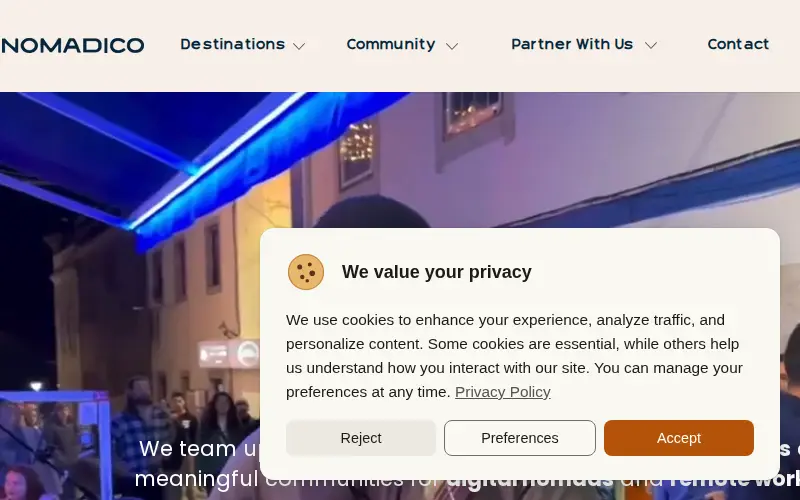 NOMADICO
Destinations Community Partner With Us Contact
We value your privacy
We use cookies to enhance your experience, analyze traffic, and
personalize content. Some cookies are essential, while others help
us understand how you interact with our site. You can manage your
preferences at any time. Privacy Policy
Reject Preferences Accept
We team
meaningful communities for digital nomads and remote